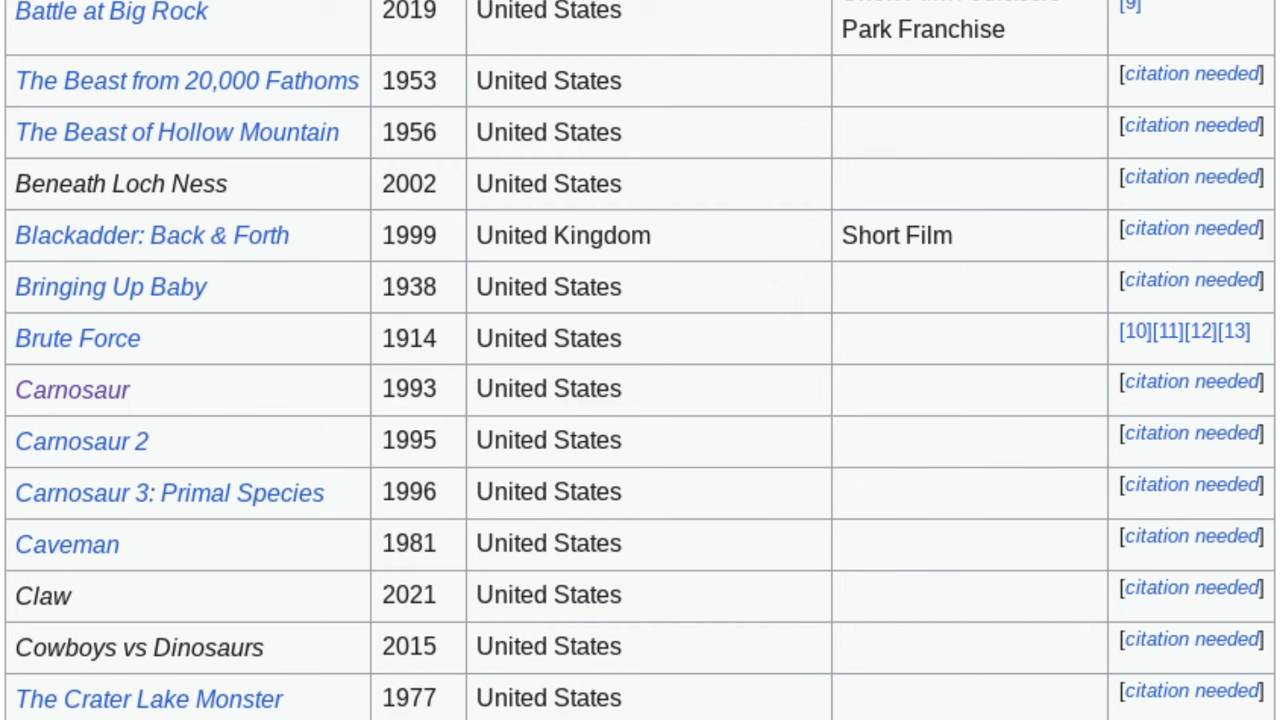 Battle at Big Rock 2019 United States [9]
Park Franchise
The Beast from 20,000 Fathoms 1953 United States [citation needed]
The Beast of Hollow Mountain 1956 United States [citation needed]
Beneath Loch Ness 2002 United States [citation needed]
Blackadder: Back & Forth 1999 United Kingdom Short Film [citation needed]
Bringing Up Baby 1938 United States [citation needed]
Brute Force 1914 United States [10][11][12][13]
Carnosaur 1993 United States [citation needed]
Carnosaur 2 1995 United States [citation needed]
Carnosaur 3: Primal Species 1996 United States [citation needed]
Caveman 1981 United States [citation needed]
Claw 2021 United States [citation needed]
Cowboys vs Dinosaurs 2015 United States [citation needed]
The Crater Lake Monster 1977 United States [citation needed]